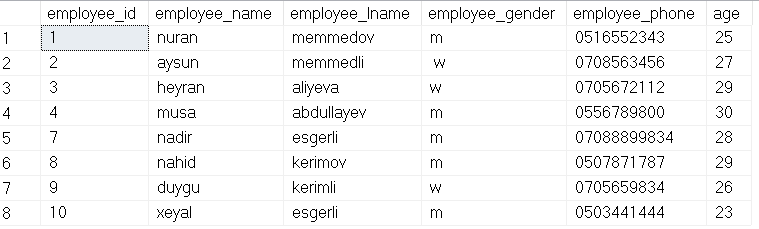 employee_id employee_name employee_lname employee_gender employee_phone age
1 1 nuran memmedov m 0516552343 25
2 2 aysun memmedli w 0708563456 27
3 3 heyran aliyeva w 0705672112 29
4 4 musa abdullayev m 0556789800 30
5 7 nadir esgerli m 07088899834 28
6 8 nahid kerimov m 0507871787 29
7 9 duygu kerimli w 0705659834 26
8 10 xeyal esgerli m 0503441444 23